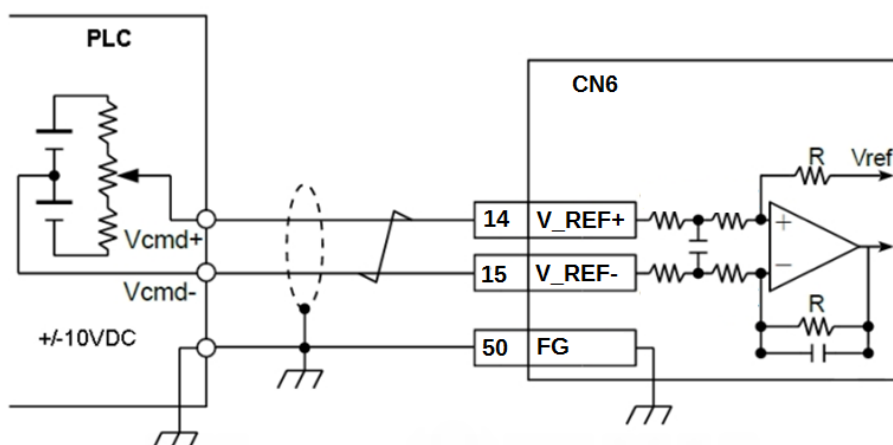 PLC
CN6
R
Vref
14 V_REF+
+
Vcmd+
15 V_REF-
−
Vcmd-
R
+/-10VDC
50 FG